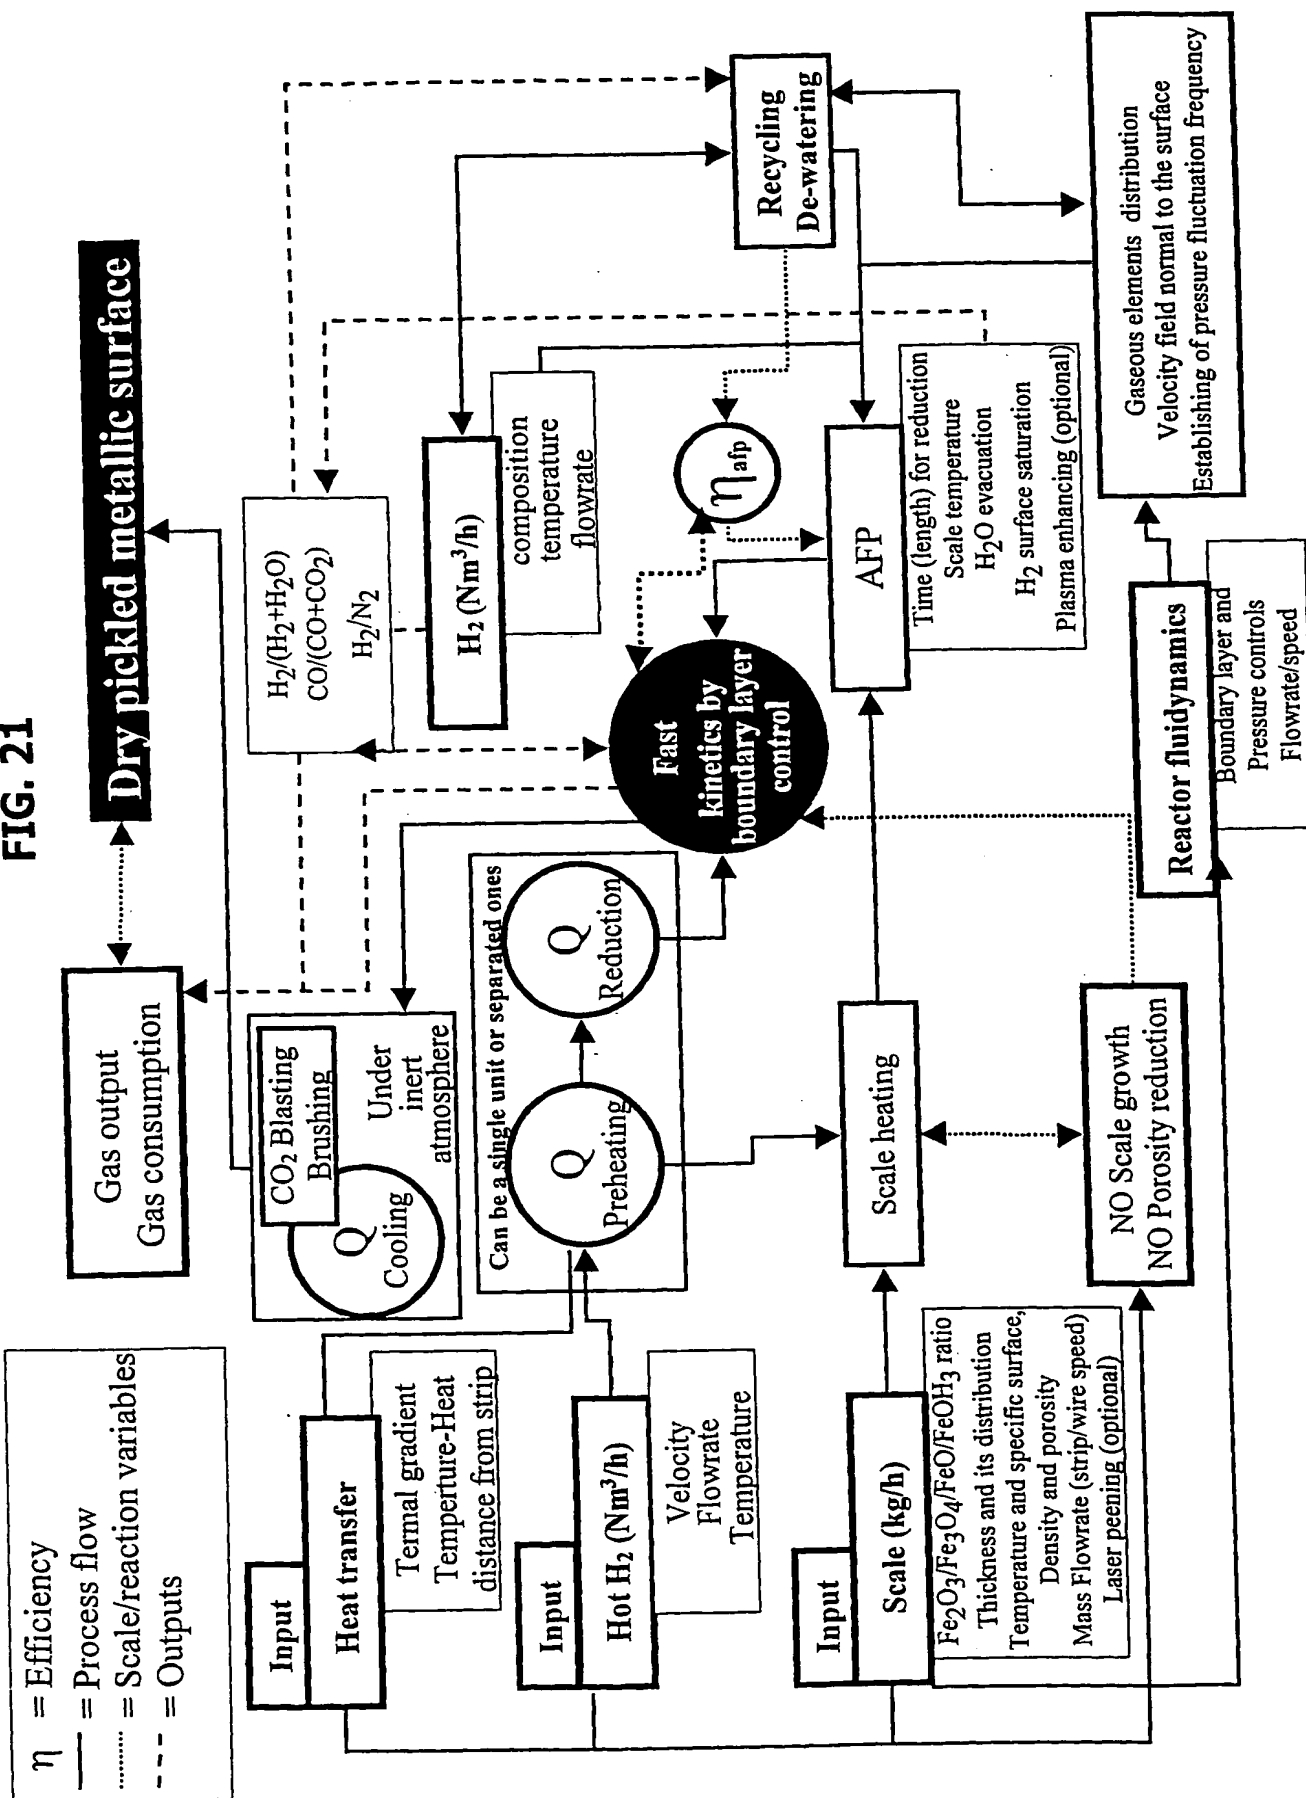 FIG. 21
η = Efficiency
= Process flow
= Scale/reaction variables
= Outputs
Gas output
Gas consumption
Dry pickled metallic surface
Input
Heat transfer
Termal gradient
Temperture-Heat
distance from strip
CO2 Blasting
Brushing
Q
Cooling
Under
inert
atmosphere
H2/(H2+H2O)
CO/(CO+CO2)
H2/N2
H2 (Nm3/h)
composition
temperature
flowrate
Input
Hot H2 (Nm3/h)
Velocity
Flowrate
Temperature
Can be a single unit or separated ones
Q
Preheating
Q
Reduction
Fast
kinetics by
boundary layer
control
ηafp
Recycling
De-watering
Input
Scale (kg/h)
Fe2O3/Fe3O4/FeO/FeOH3 ratio
Thickness and its distribution
Temperature and specific surface,
Density and porosity
Mass Flowrate (strip/wire speed)
Laser peening (optional)
Scale heating
AFP
Time (length) for reduction
Scale temperature
H2O evacuation
H2 surface saturation
Plasma enhancing (optional)
NO Scale growth
NO Porosity reduction
Reactor fluidynamics
Boundary layer and
Pressure controls
Flowrate/speed
Gaseous elements distribution
Velocity field normal to the surface
Establishing of pressure fluctuation frequency